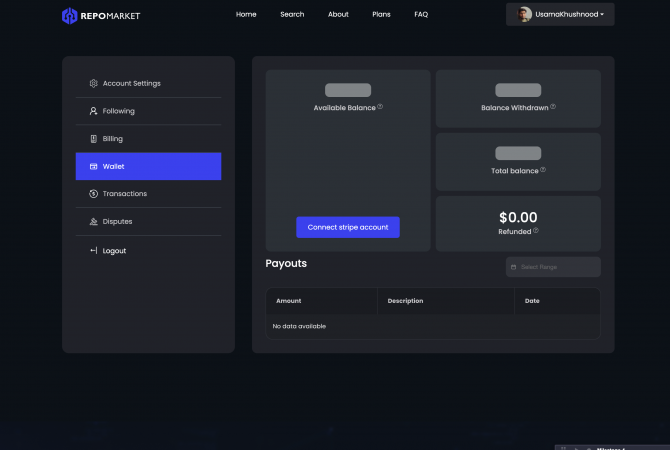 REPOMARKET
Home Search About Plans FAQ
UsamaKhushnood
Account Settings
Following
Billing
Wallet
Transactions
Disputes
Logout
Available Balance
Connect stripe account
Balance Withdrawn
Total balance
$0.00
Refunded
Payouts
Select Range
Amount Description Date
No data available